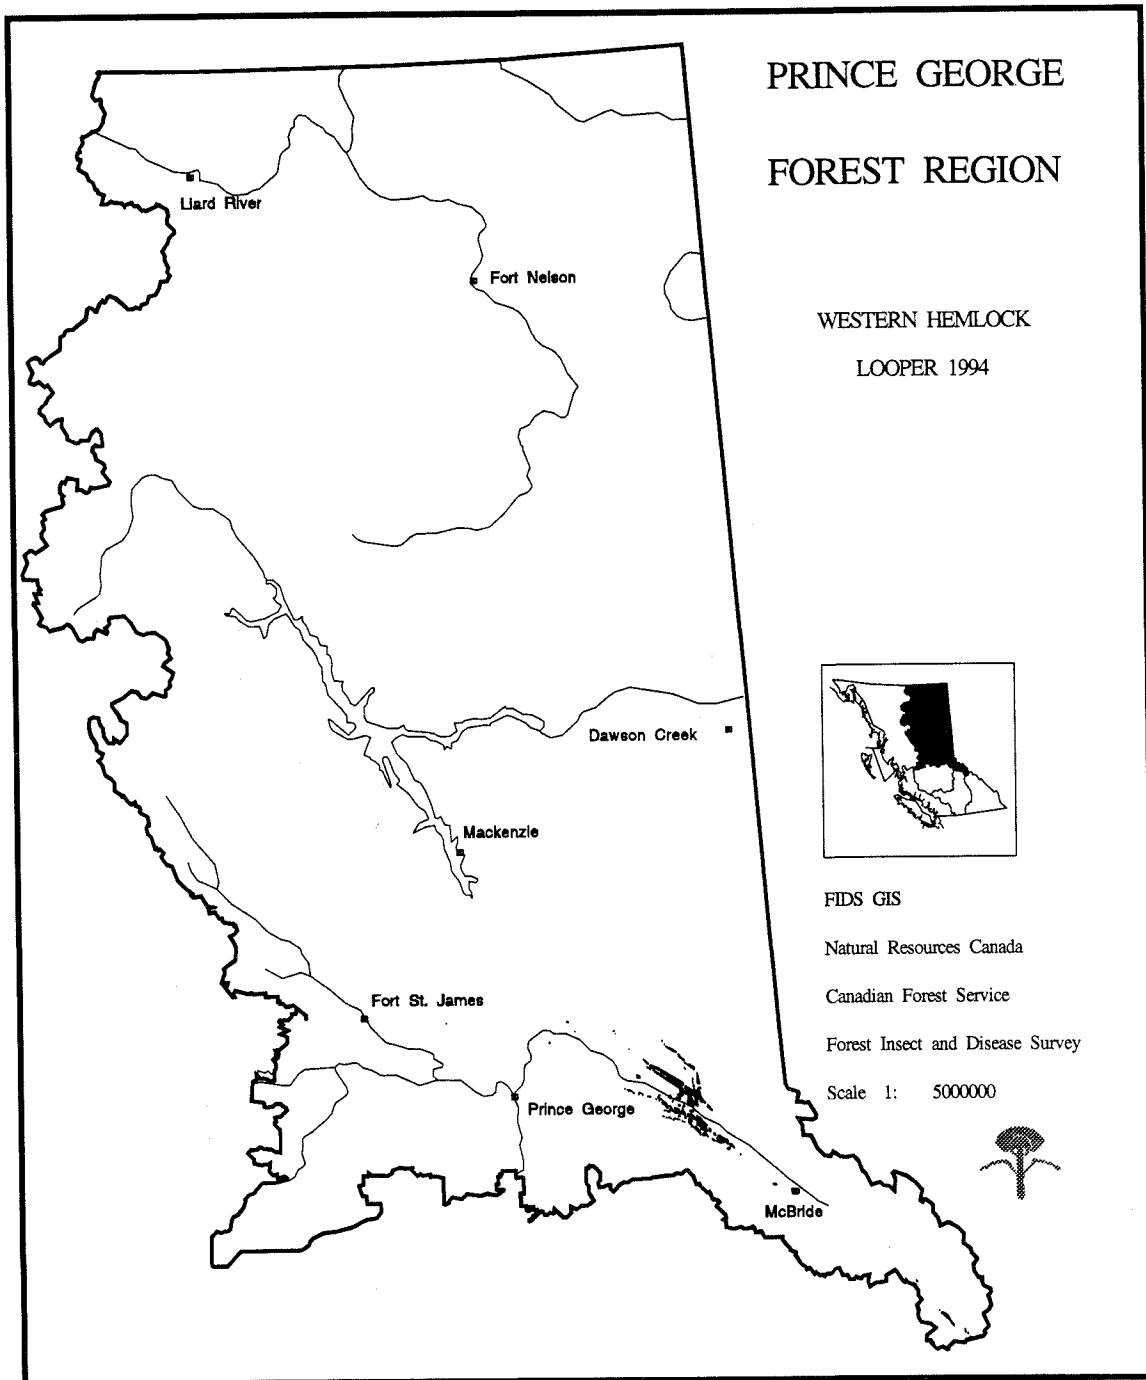 PRINCE GEORGE
FOREST REGION
WESTERN HEMLOCK
LOOPER 1994
Liard River
Fort Nelson
Dawson Creek
Mackenzie
Fort St. James
Prince George
McBride
FIDS GIS
Natural Resources Canada
Canadian Forest Service
Forest Insect and Disease Survey
Scale 1: 5000000